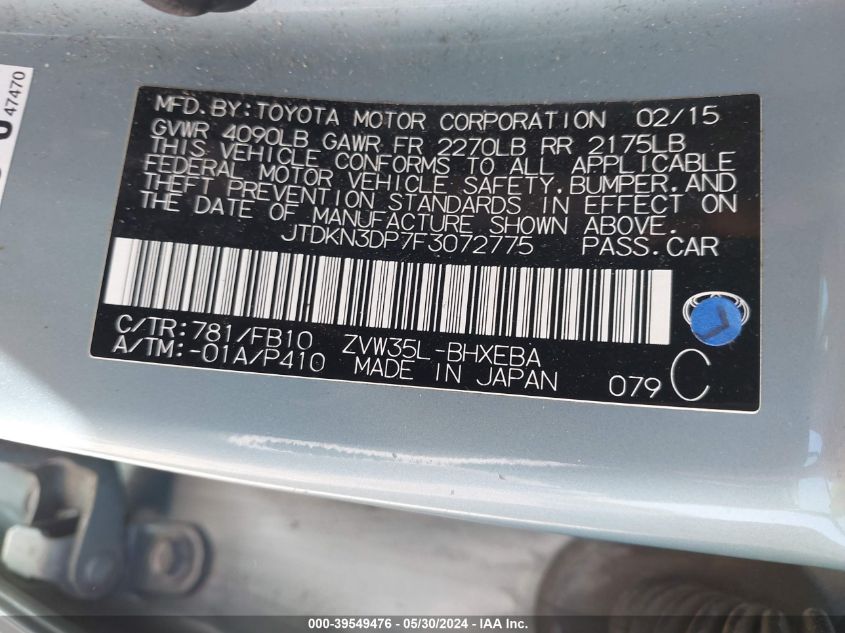 47470
MFD.BY:TOYOTA MOTOR CORPORATION 02/15
GVWR 4090LB GAWR FR 2270LB RR 2175LB
THIS VEHICLE CONFORMS TO ALL APPLICABLE
FEDERAL MOTOR VEHICLE SAFETY.BUMPER.AND
THEFT PREVENTION STANDARDS IN EFFECT ON
THE DATE OF MANUFACTURE SHOWN ABOVE.
JTDKN3DP7F3072775 PASS.CAR
C/TR:781/FB10 ZVW35L-BHXEBA
A/TM:-01A/P410 MADE IN JAPAN 079 C
000-39549476 / 05/30/2024 - Copyright © IAA, Inc.